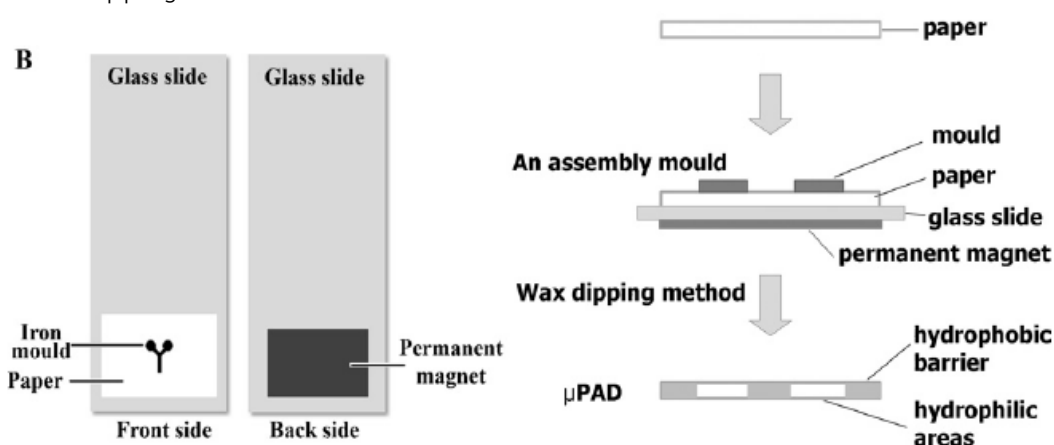 B
Glass slide
Glass slide
Iron
mould
Paper
Permanent
magnet
Front side
Back side
paper
An assembly mould
mould
paper
glass slide
permanent magnet
Wax dipping method
hydrophobic
barrier
μPAD
hydrophilic
areas